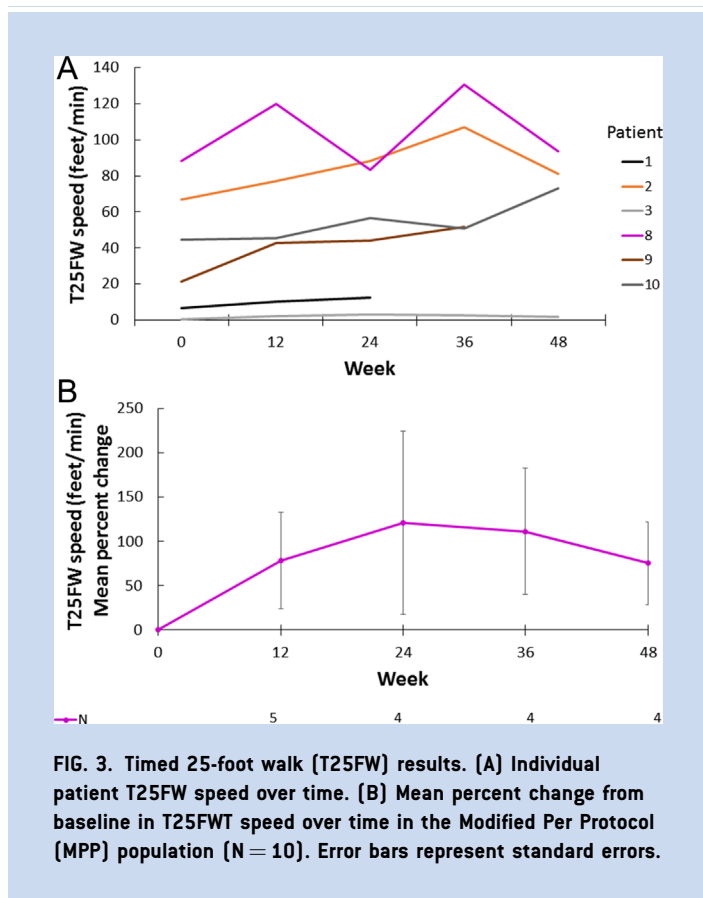 A
T25FW speed (feet/min)
140
120
100
80
60
40
20
0
0 12 24 36 48
Week
Patient
1
2
3
8
9
10
B
T25FW speed (feet/min)
Mean percent change
250
200
150
100
50
0
0 12 24 36 48
Week
N 5 4 4 4
FIG. 3. Timed 25-foot walk (T25FW) results. (A) Individual
patient T25FW speed over time. (B) Mean percent change from
baseline in T25FWT speed over time in the Modified Per Protocol
(MPP) population (N = 10). Error bars represent standard errors.